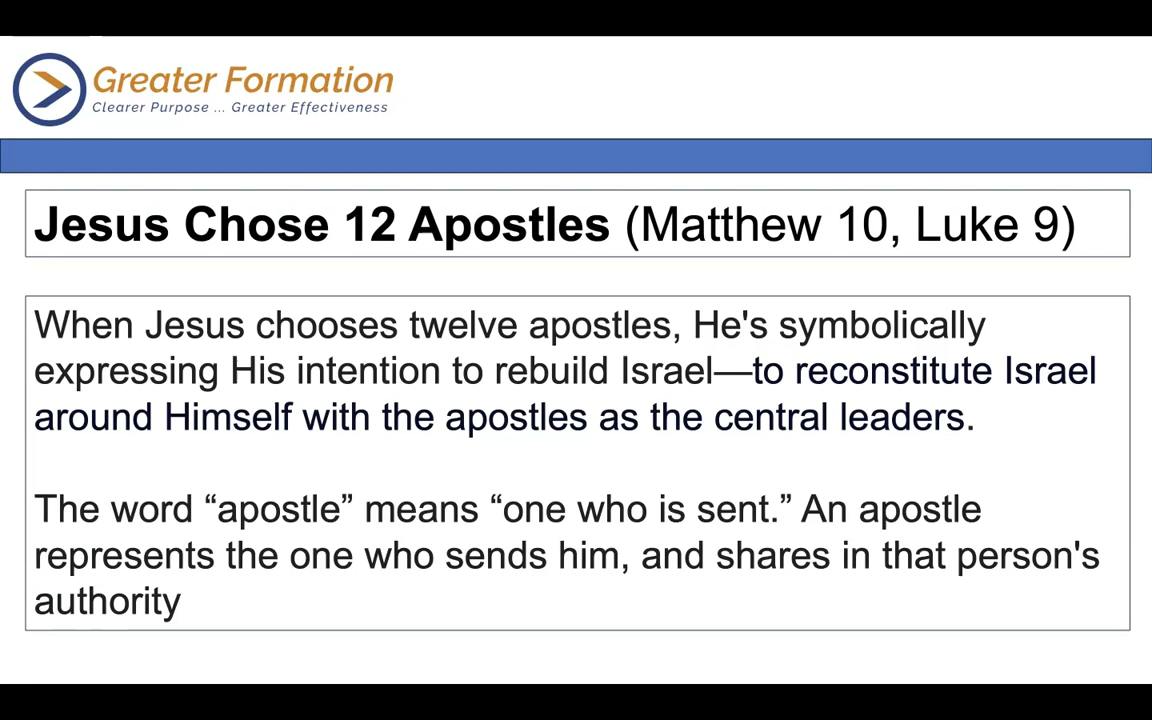 Greater Formation
Clearer Purpose ... Greater Effectiveness
Jesus Chose 12 Apostles (Matthew 10, Luke 9)
When Jesus chooses twelve apostles, He's symbolically
expressing His intention to rebuild Israel—to reconstitute Israel
around Himself with the apostles as the central leaders.
The word “apostle” means “one who is sent.” An apostle
represents the one who sends him, and shares in that person's
authority